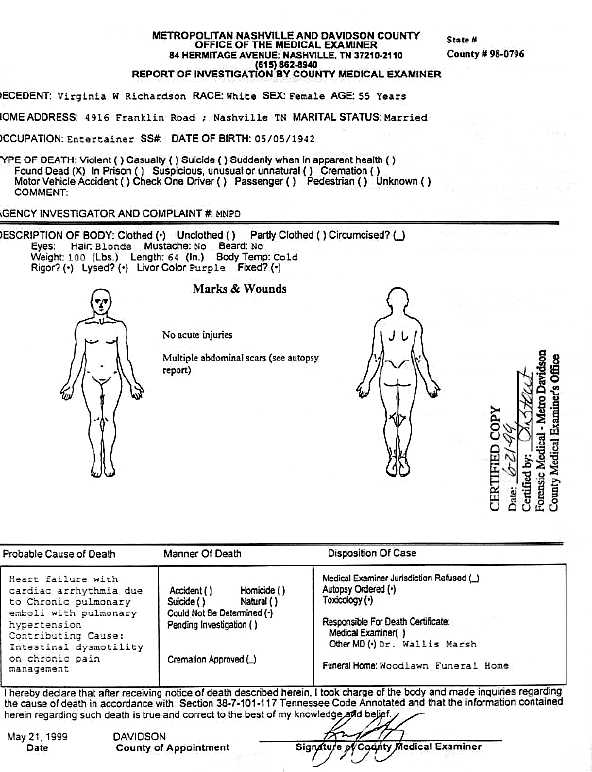 METROPOLITAN NASHVILLE AND DAVIDSON COUNTY
OFFICE OF THE MEDICAL EXAMINER
84 HERMITAGE AVENUE: NASHVILLE, TN 37210-2110
(615) 862-8940
REPORT OF INVESTIGATION BY COUNTY MEDICAL EXAMINER
State #
County # 98-0796
ECEDENT: Virginia W Richardson RACE: White SEX: Female AGE: 55 Years
OME ADDRESS: 4916 Franklin Road ; Nashville TN MARITAL STATUS: Married
CCUPATION: Entertainer SS#: DATE OF BIRTH: 05/05/1942
YPE OF DEATH: Violent ( ) Casually ( ) Suicide ( ) Suddenly when in apparent health ( )
Found Dead (X) In Prison ( ) Suspicious, unusual or unnatural ( ) Cremation ( )
Motor Vehicle Accident ( ) Check One Driver ( ) Passenger ( ) Pedestrian ( ) Unknown ( )
COMMENT:
GENCY INVESTIGATOR AND COMPLAINT #: MNPD
ESCRIPTION OF BODY: Clothed (•) Unclothed ( ) Partly Clothed ( ) Circumcised? (_)
Eyes: Hair: Blonde Mustache: No Beard: No
Weight: 100 (Lbs.) Length: 64 (In.) Body Temp: Cold
Rigor? (•) Lysed? (•) Livor Color Purple Fixed? (•)
Marks & Wounds
No acute injuries
Multiple abdominal scars (see autopsy
report)
CERTIFIED COPY
Date: 6-21-99
Certified by:
Forensic Medical - Metro Davidson
County Medical Examiner's Office
Probable Cause of Death
Heart failure with
cardiac arrhythmia due
to Chronic pulmonary
emboli with pulmonary
hypertension
Contributing Cause:
Intestinal dysmotility
on chronic pain
management
Manner Of Death
Accident ( ) Homicide ( )
Suicide ( ) Natural ( )
Could Not Be Determined (•)
Pending Investigation ( )
Cremation Approved (_)
Disposition Of Case
Medical Examiner Jurisdiction Refused (_)
Autopsy Ordered (•)
Toxicology (•)
Responsible For Death Certificate:
Medical Examiner( )
Other MD (•) Dr. Wallis Marsh
Funeral Home: Woodlawn Funeral Home
I hereby declare that after receiving notice of death described herein, I took charge of the body and made inquiries regarding
the cause of death in accordance with Section 38-7-101-117 Tennessee Code Annotated and that the information contained
herein regarding such death is true and correct to the best of my knowledge and belief.
May 21, 1999 DAVIDSON
Date County of Appointment Signature of County Medical Examiner